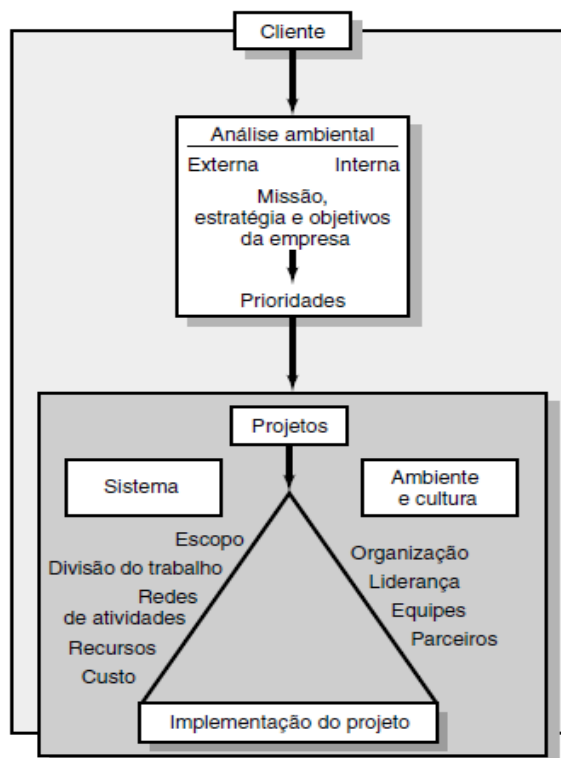 Cliente
Análise ambiental
Externa Interna
Missão,
estratégia e objetivos
da empresa
Prioridades
Projetos
Sistema
Ambiente
e cultura
Escopo
Divisão do trabalho
Redes
de atividades
Recursos
Custo
Organização
Liderança
Equipes
Parceiros
Implementação do projeto